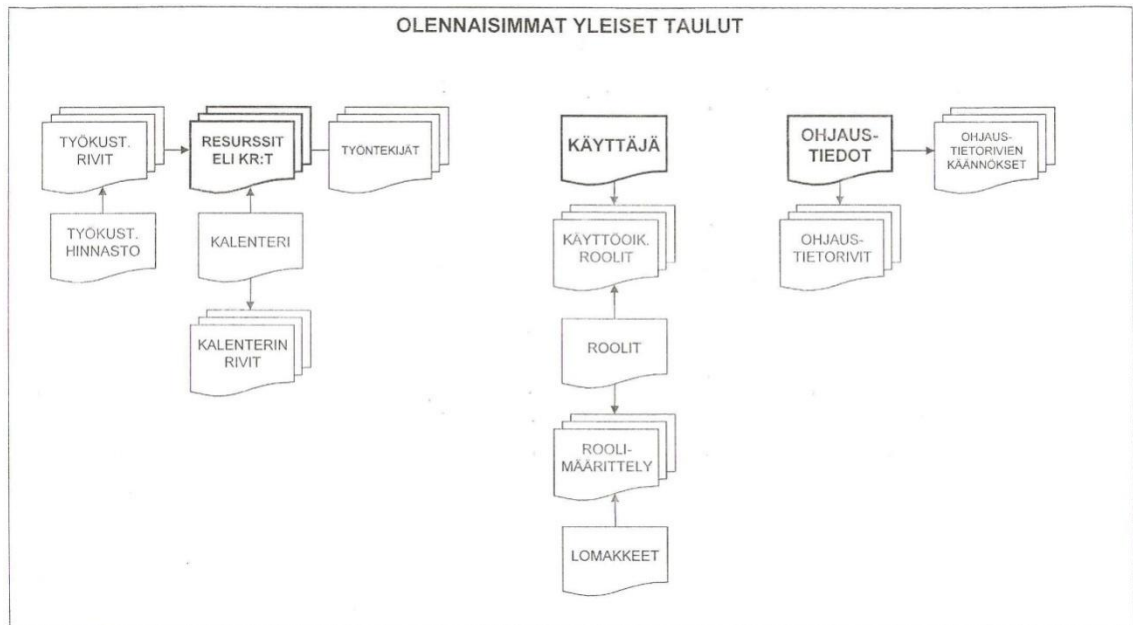 OLENNAISIMMAT YLEISET TAULUT
TYÖKUST.
RIVIT
RESURSSIT
ELI KR:T
TYÖNTEKIJÄT
KÄYTTÄJÄ
OHJAUS-
TIEDOT
OHJAUS-
TIETORIVIEN
KÄÄNNÖKSET
TYÖKUST.
HINNASTO
KALENTERI
KÄYTTÖOIK.
ROOLIT
OHJAUS-
TIETORIVIT
KALENTERIN
RIVIT
ROOLIT
ROOLI-
MÄÄRITTELY
LOMAKKEET